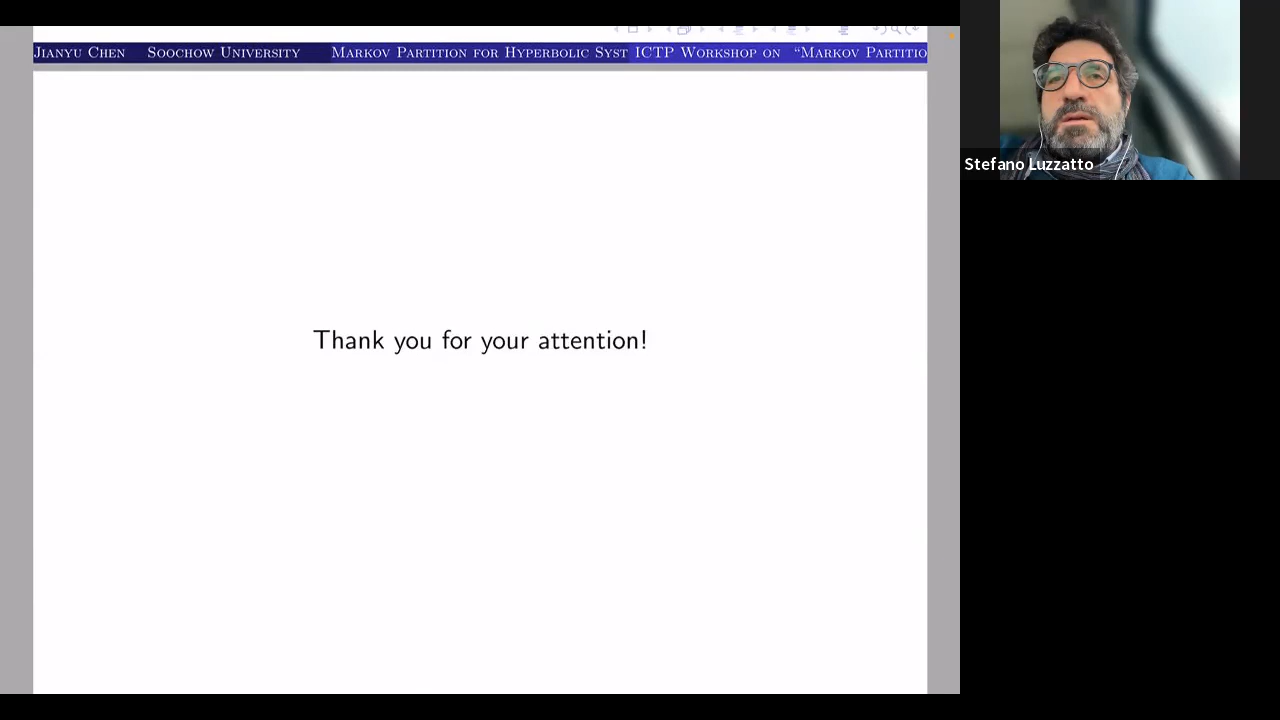 Jianyu Chen Soochow University Markov Partition for Hyperbolic Syst ICTP Workshop on “Markov Partitio
Stefano Luzzatto
Thank you for your attention!